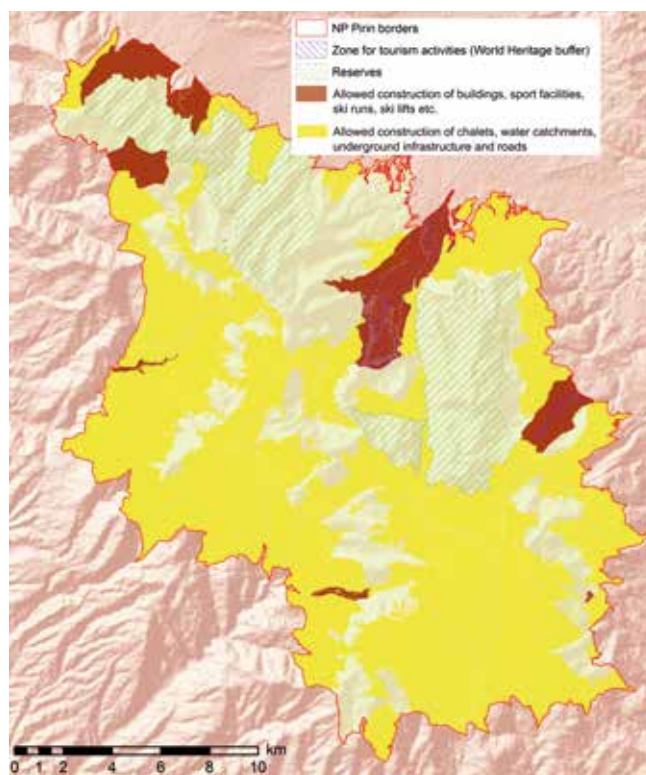 NP Pirin borders
Zone for tourism activities (World Heritage buffer)
Reserves
Allowed construction of buildings, sport facilities,
ski runs, ski lifts etc.
Allowed construction of chalets, water catchments,
underground infrastructure and roads
km
0 1 2 4 6 8 10